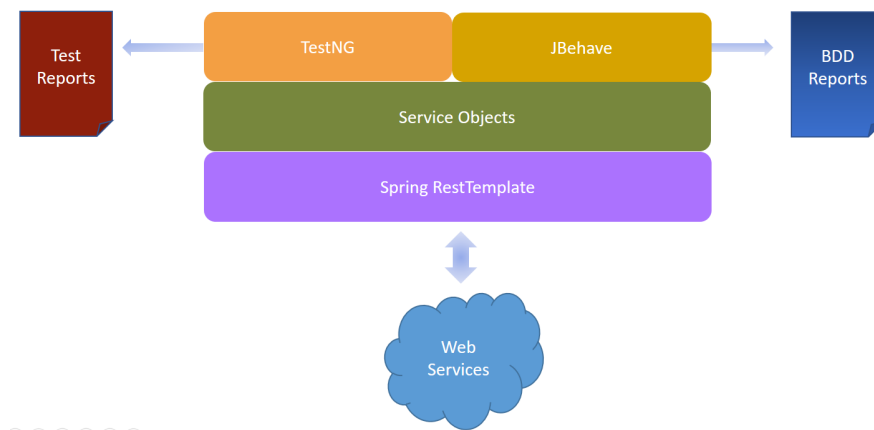 Test
Reports
TestNG
JBehave
BDD
Reports
Service Objects
Spring RestTemplate
Web
Services